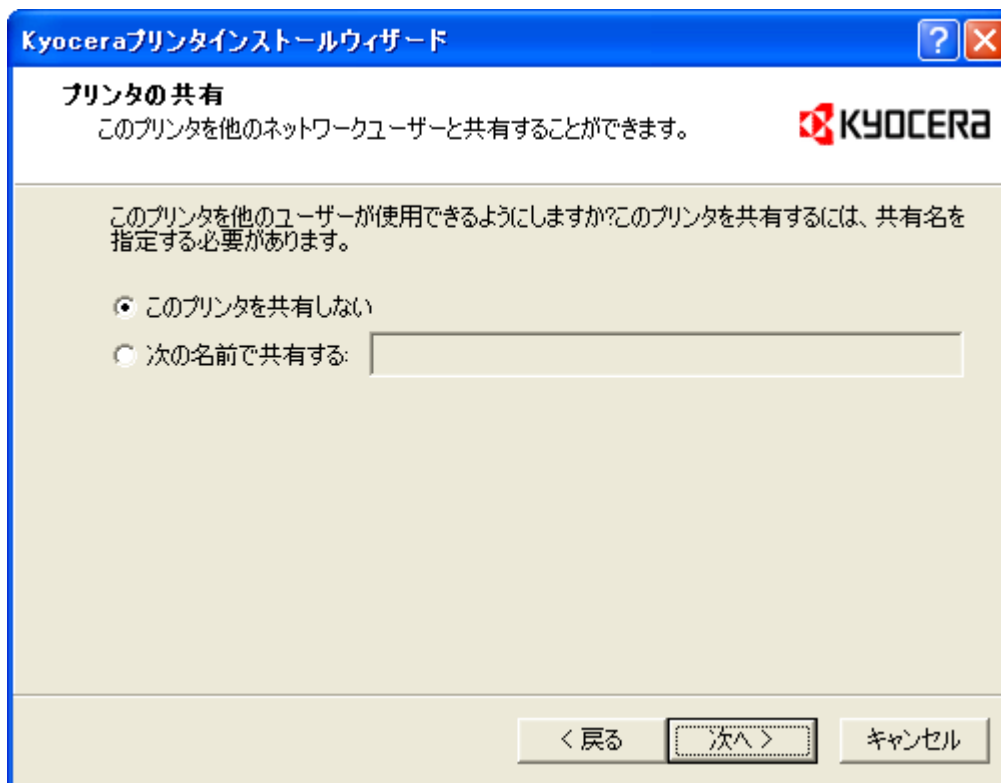 Kyoceraプリンタインストールウィザード
プリンタの共有
このプリンタを他のネットワークユーザーと共有することができます。
KYOCERA
このプリンタを他のユーザーが使用できるようにしますか?このプリンタを共有するには、共有名を
指定する必要があります。
このプリンタを共有しない
次の名前で共有する:
< 戻る
次へ >
キャンセル